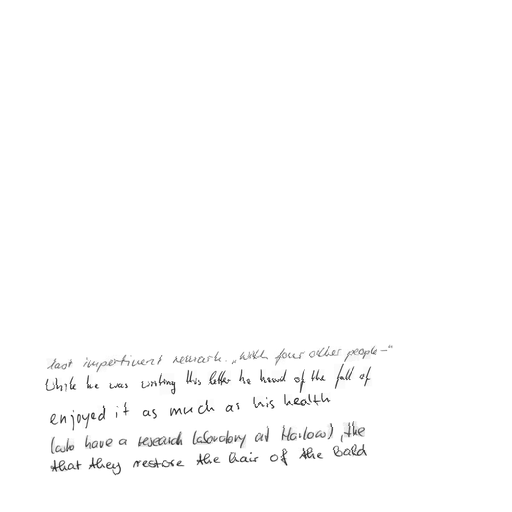 last impertinent remark. "With four other people-"
While he was writing this letter he heard of the fall of
enjoyed it as much as his health
(who have a research laboratory at Harlow), the
that they restore the hair of the bald